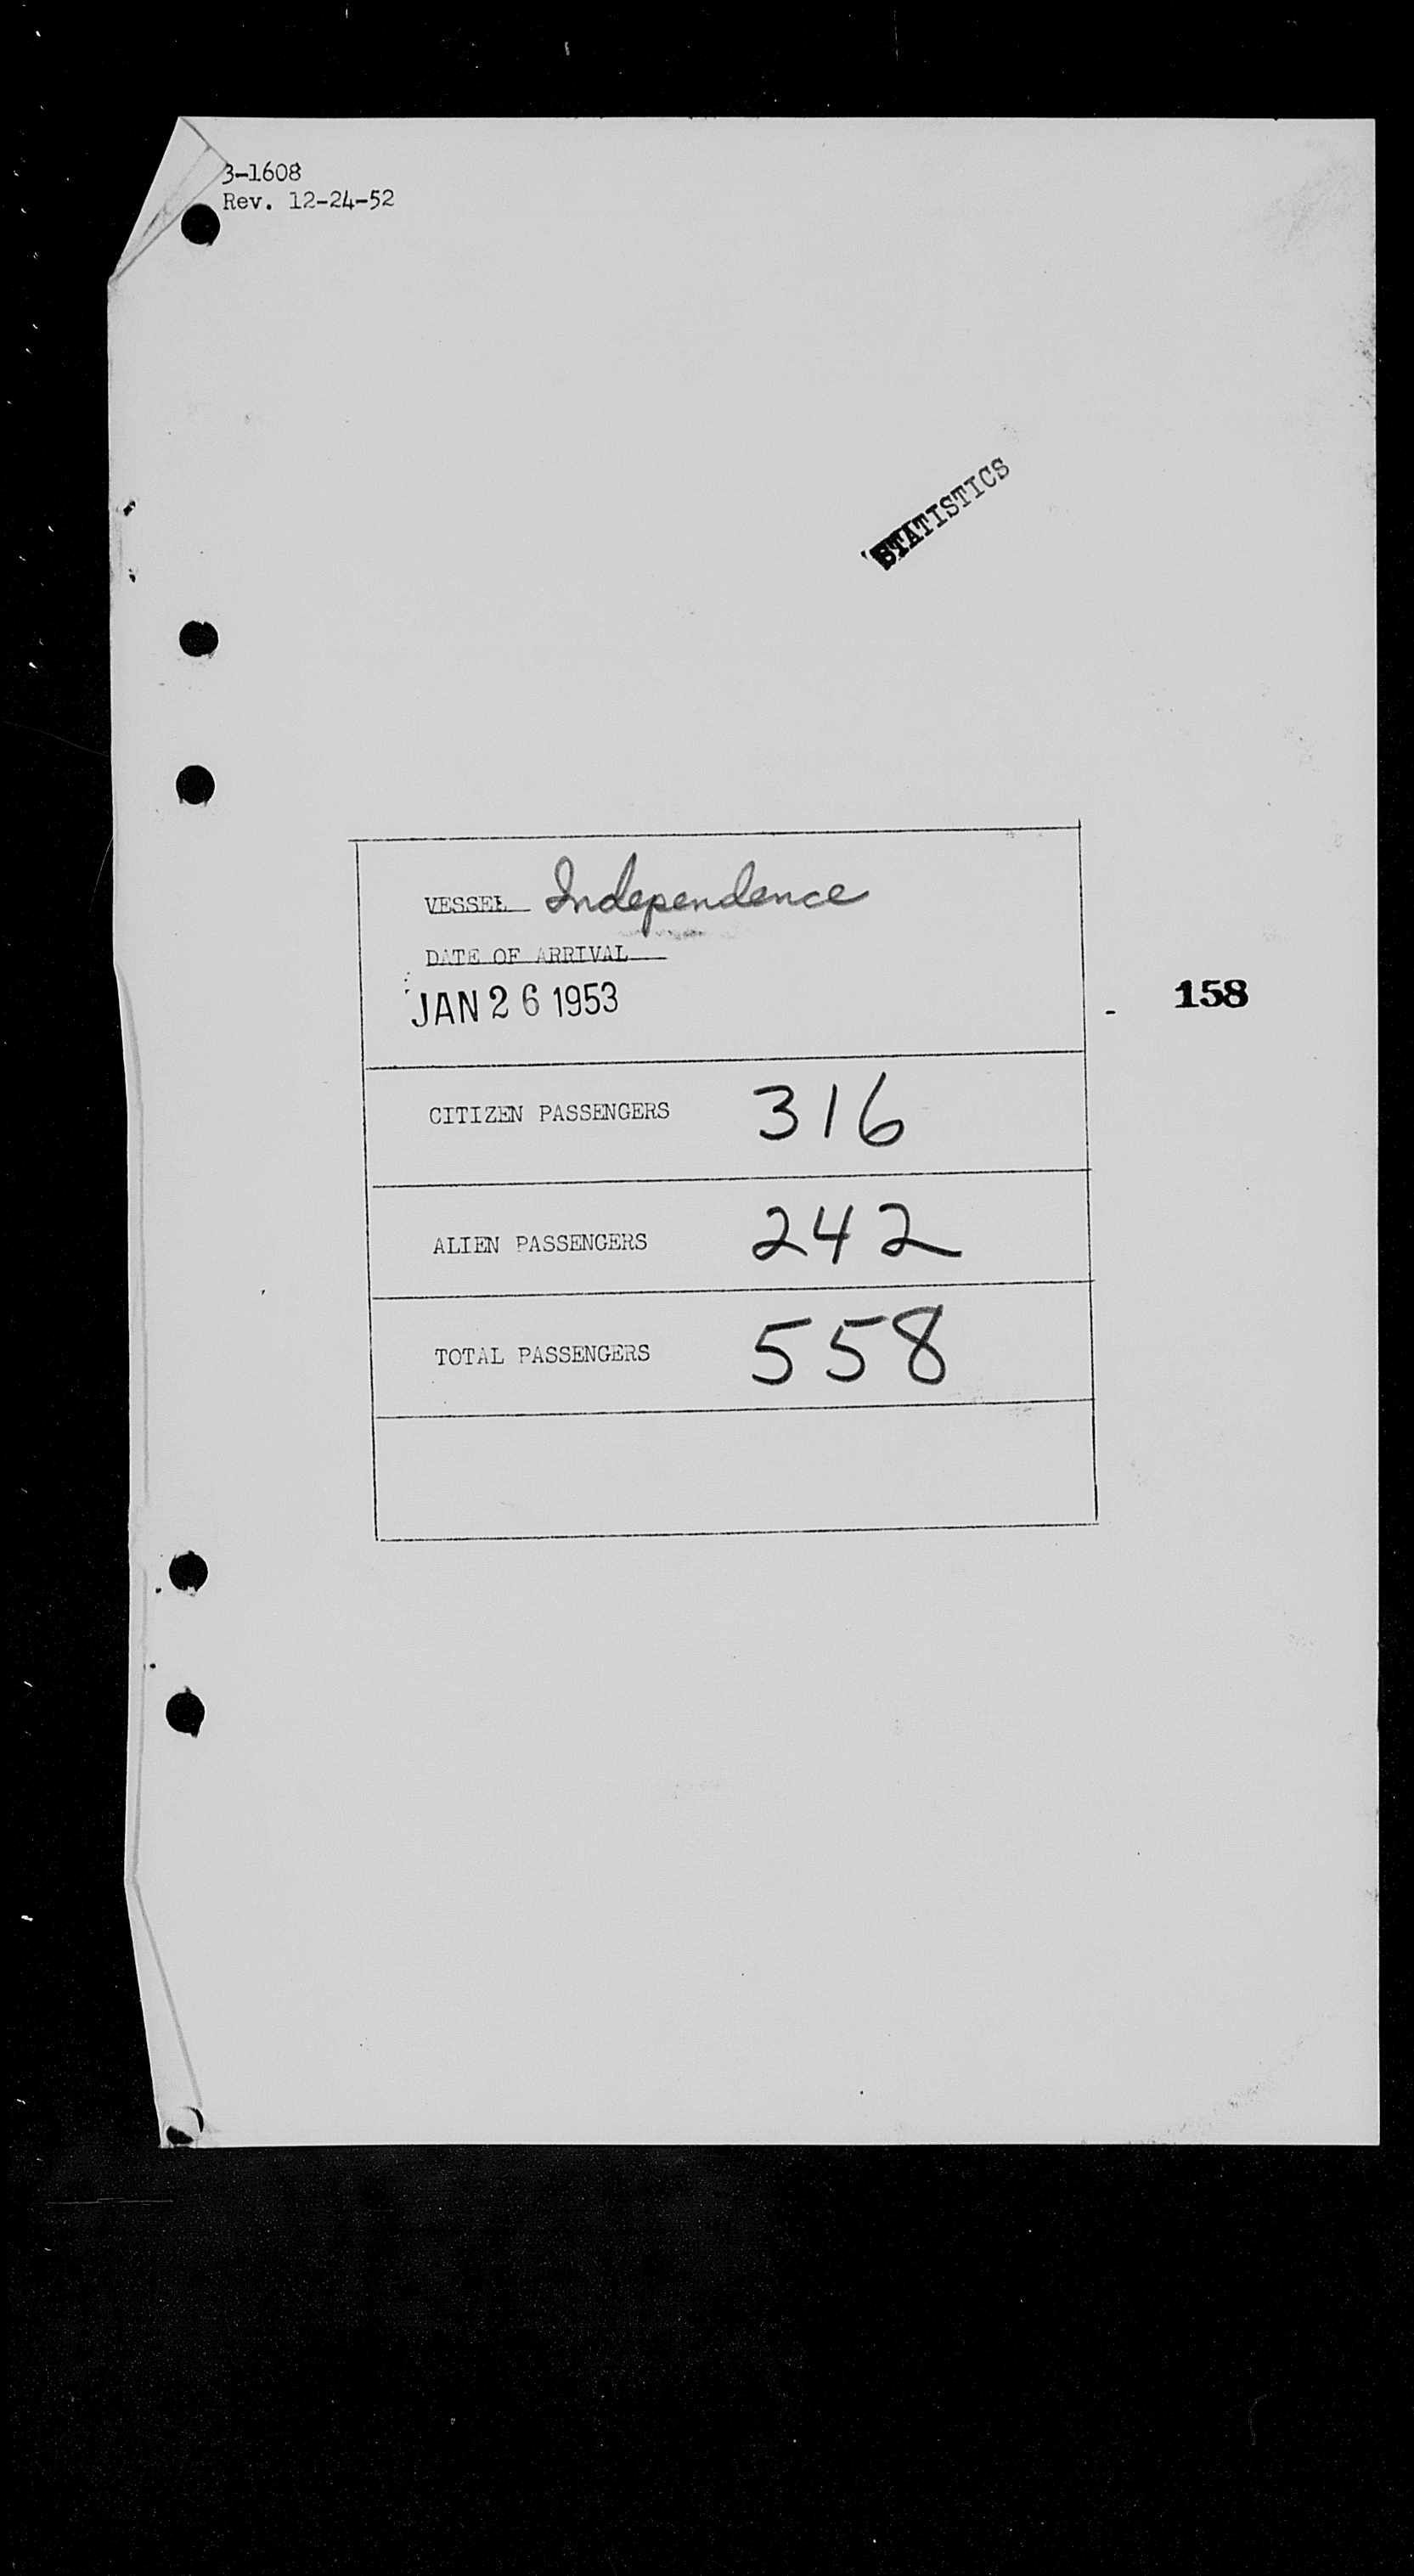 3-1608
Rev. 12-24-52
STATISTICS
VESSEL Independence
DATE OF ARRIVAL
JAN 26 1953
158
CITIZEN PASSENGERS 316
ALIEN PASSENGERS 242
TOTAL PASSENGERS 558